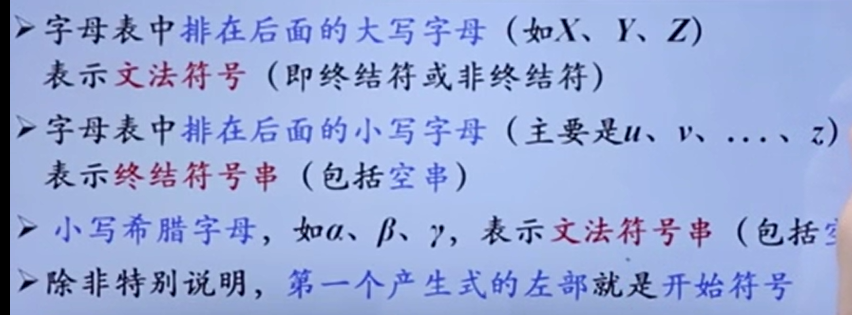 ➢字母表中排在后面的大写字母（如X、Y、Z）
表示文法符号（即终结符或非终结符）
➢字母表中排在后面的小写字母（主要是u、v、...、z）
表示终结符号串（包括空串）
➢ 小写希腊字母，如α、β、γ，表示文法符号串（包括空
➢除非特别说明，第一个产生式的左部就是开始符号